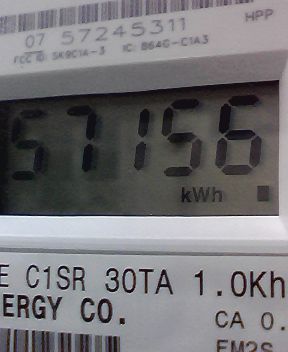 HPP
07 57245311
FCC ID: SK9C1A-3 IC: 864G-C1A3
57156
kWh
E C1SR 30TA 1.0Kh
ERGY CO.
CA 0.
EM2S